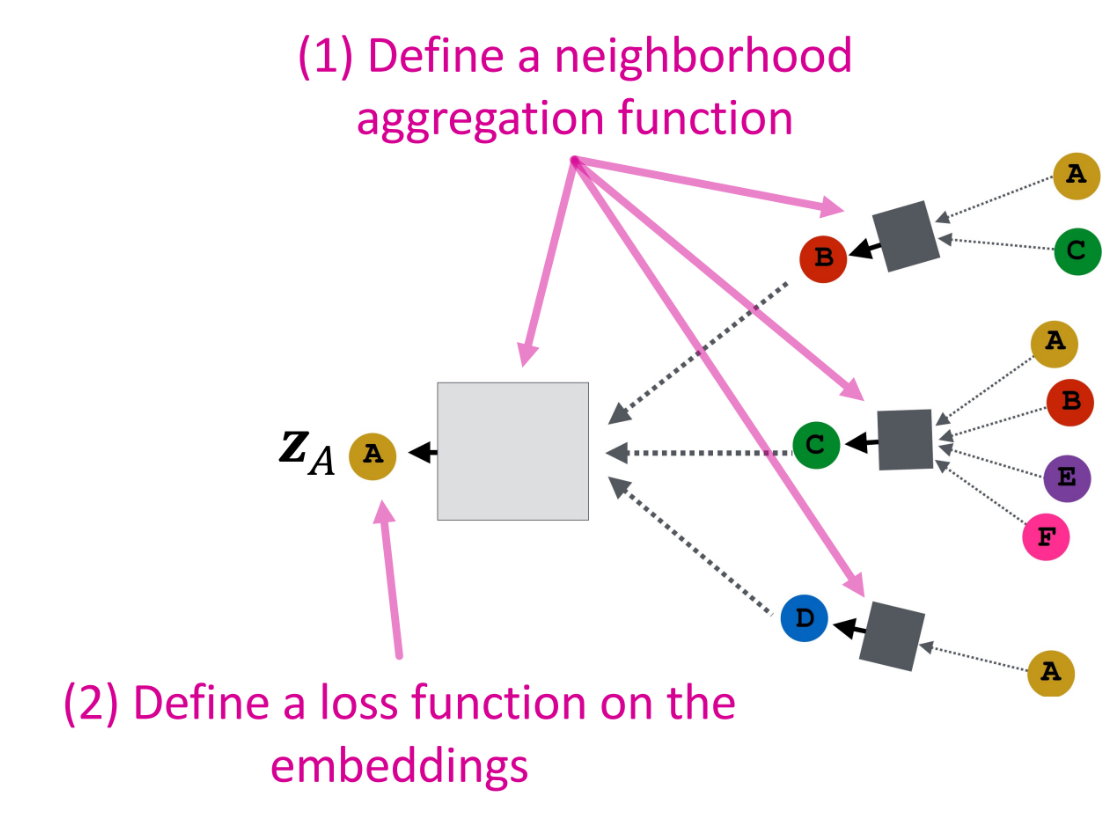 (1) Define a neighborhood
aggregation function
A
C
B
A
B
z_A A
C
E
F
D
A
(2) Define a loss function on the
embeddings